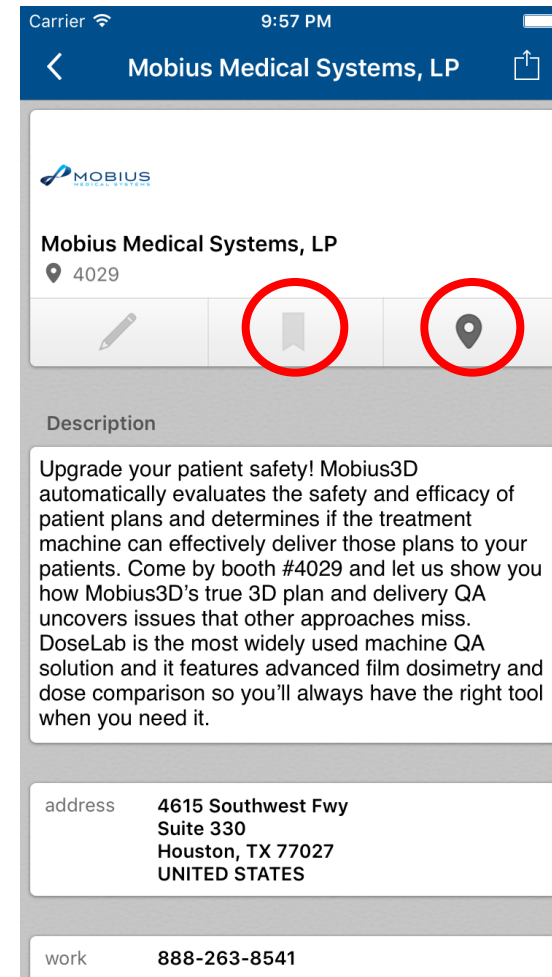 Carrier
9:57 PM
Mobius Medical Systems, LP
MOBIUS
MEDICAL SYSTEMS
Mobius Medical Systems, LP
4029
Description
Upgrade your patient safety! Mobius3D
automatically evaluates the safety and efficacy of
patient plans and determines if the treatment
machine can effectively deliver those plans to your
patients. Come by booth #4029 and let us show you
how Mobius3D’s true 3D plan and delivery QA
uncovers issues that other approaches miss.
DoseLab is the most widely used machine QA
solution and it features advanced film dosimetry and
dose comparison so you’ll always have the right tool
when you need it.
address
4615 Southwest Fwy
Suite 330
Houston, TX 77027
UNITED STATES
work
888-263-8541